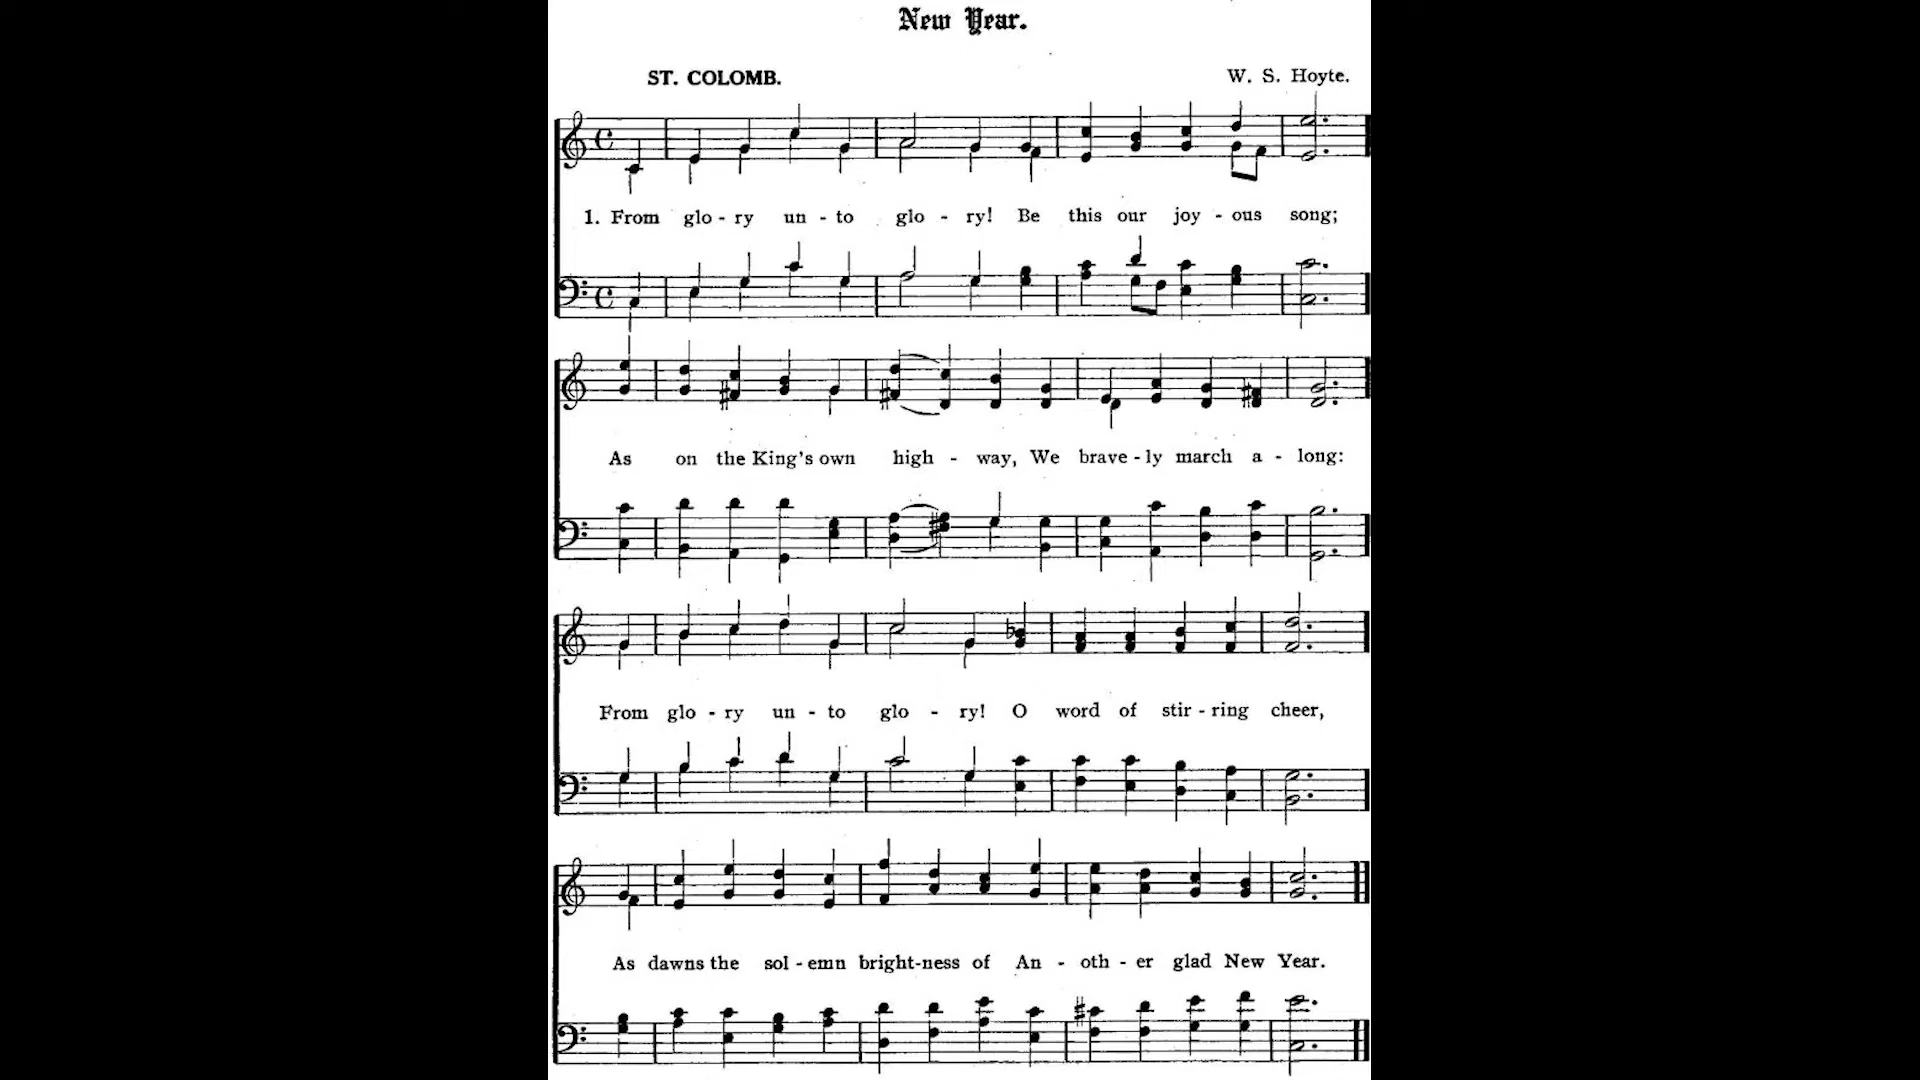 New Year.
ST. COLOMB. W. S. Hoyte.
1. From glo - ry un - to glo - ry! Be this our joy - ous song;
As on the King's own high - way, We brave - ly march a - long:
From glo - ry un - to glo - ry! O word of stir - ring cheer,
As dawns the sol - emn bright-ness of An - oth - er glad New Year.